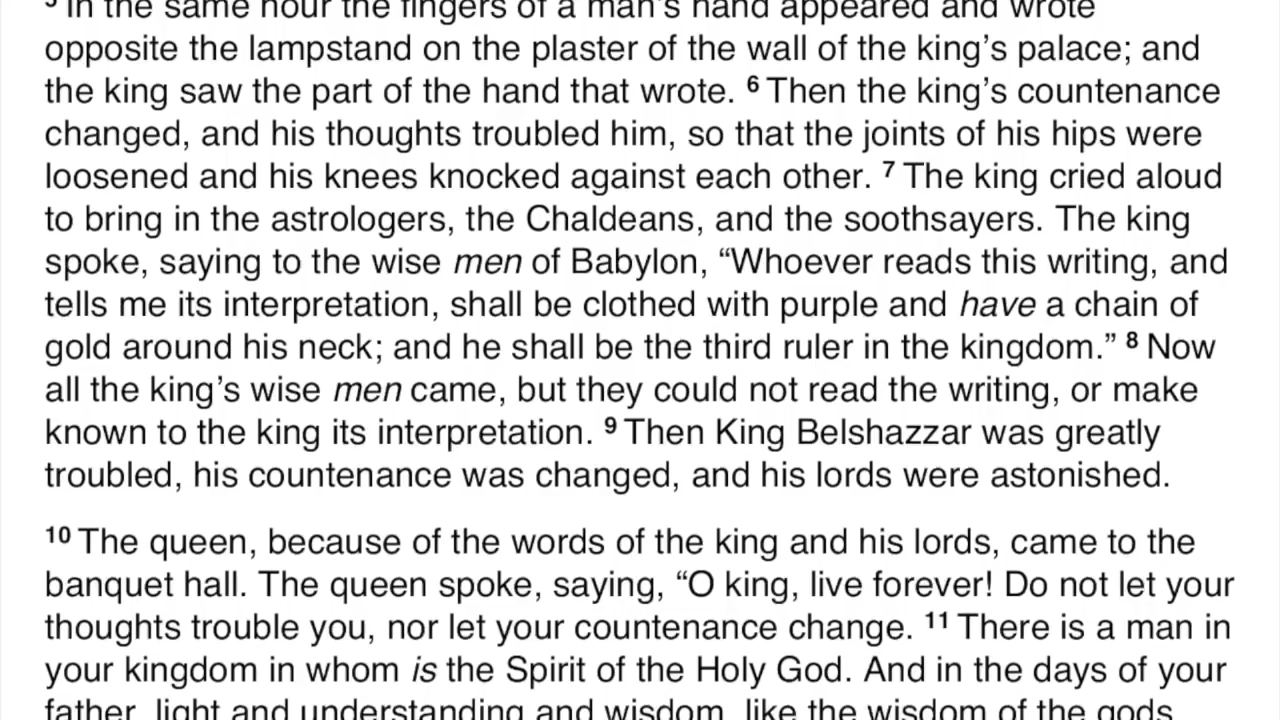 5 In the same hour the fingers of a man's hand appeared and wrote
opposite the lampstand on the plaster of the wall of the king’s palace; and
the king saw the part of the hand that wrote. 6 Then the king’s countenance
changed, and his thoughts troubled him, so that the joints of his hips were
loosened and his knees knocked against each other. 7 The king cried aloud
to bring in the astrologers, the Chaldeans, and the soothsayers. The king
spoke, saying to the wise men of Babylon, “Whoever reads this writing, and
tells me its interpretation, shall be clothed with purple and have a chain of
gold around his neck; and he shall be the third ruler in the kingdom.” 8 Now
all the king’s wise men came, but they could not read the writing, or make
known to the king its interpretation. 9 Then King Belshazzar was greatly
troubled, his countenance was changed, and his lords were astonished.
10 The queen, because of the words of the king and his lords, came to the
banquet hall. The queen spoke, saying, “O king, live forever! Do not let your
thoughts trouble you, nor let your countenance change. 11 There is a man in
your kingdom in whom is the Spirit of the Holy God. And in the days of your
father, light and understanding and wisdom, like the wisdom of the gods,